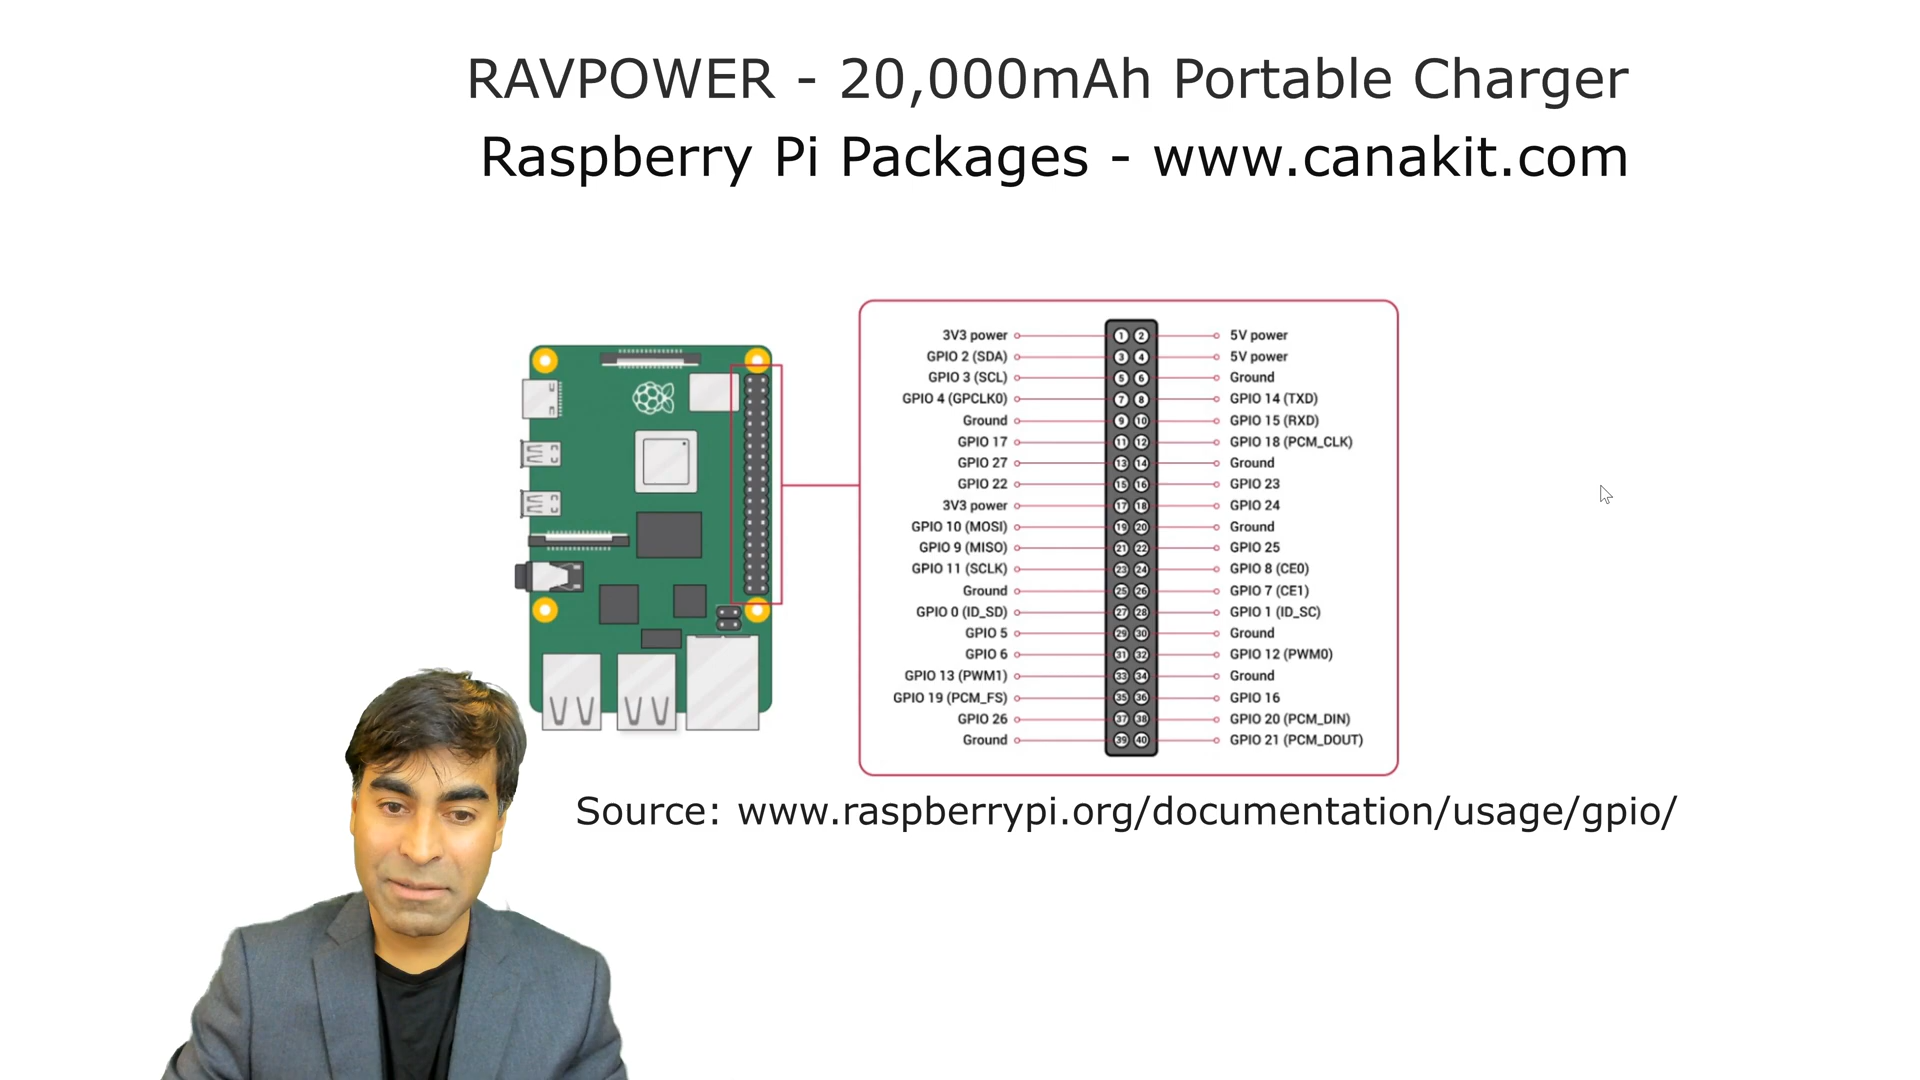 RAVPOWER - 20,000mAh Portable Charger
Raspberry Pi Packages - www.canakit.com
3V3 power 1 2 5V power
GPIO 2 (SDA) 3 4 5V power
GPIO 3 (SCL) 5 6 Ground
GPIO 4 (GPCLK0) 7 8 GPIO 14 (TXD)
Ground 9 10 GPIO 15 (RXD)
GPIO 17 11 12 GPIO 18 (PCM_CLK)
GPIO 27 13 14 Ground
GPIO 22 15 16 GPIO 23
3V3 power 17 18 GPIO 24
GPIO 10 (MOSI) 19 20 Ground
GPIO 9 (MISO) 21 22 GPIO 25
GPIO 11 (SCLK) 23 24 GPIO 8 (CE0)
Ground 25 26 GPIO 7 (CE1)
GPIO 0 (ID_SD) 27 28 GPIO 1 (ID_SC)
GPIO 5 29 30 Ground
GPIO 6 31 32 GPIO 12 (PWM0)
GPIO 13 (PWM1) 33 34 Ground
GPIO 19 (PCM_FS) 35 36 GPIO 16
GPIO 26 37 38 GPIO 20 (PCM_DIN)
Ground 39 40 GPIO 21 (PCM_DOUT)
Source: www.raspberrypi.org/documentation/usage/gpio/